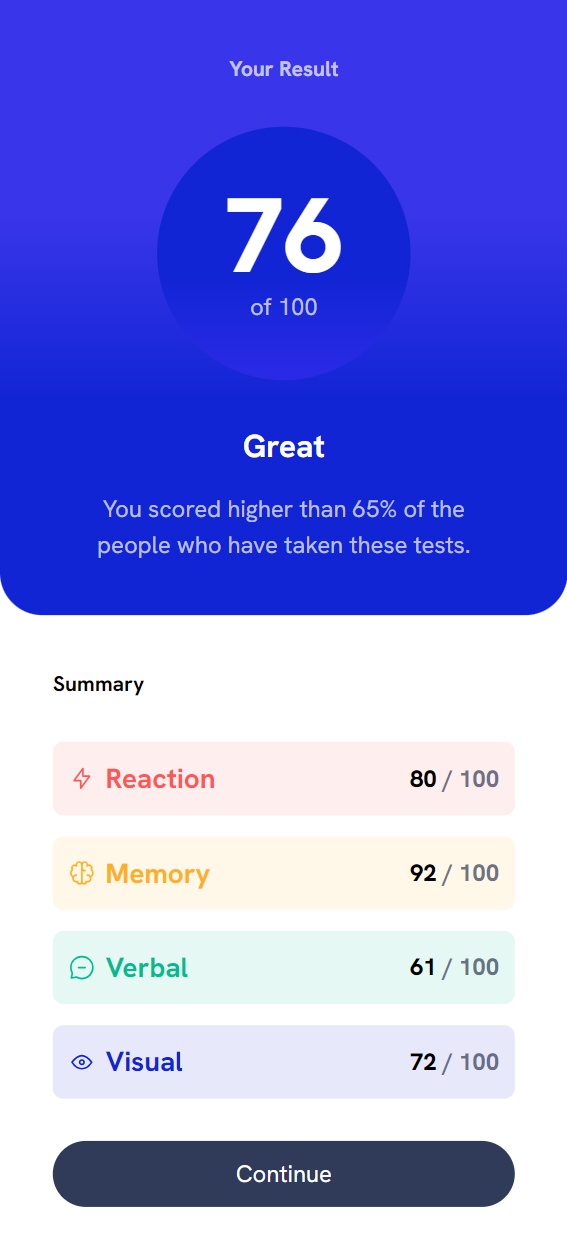 Your Result
76
of 100
Great
You scored higher than 65% of the
people who have taken these tests.
Summary
Reaction 80 / 100
Memory 92 / 100
Verbal 61 / 100
Visual 72 / 100
Continue